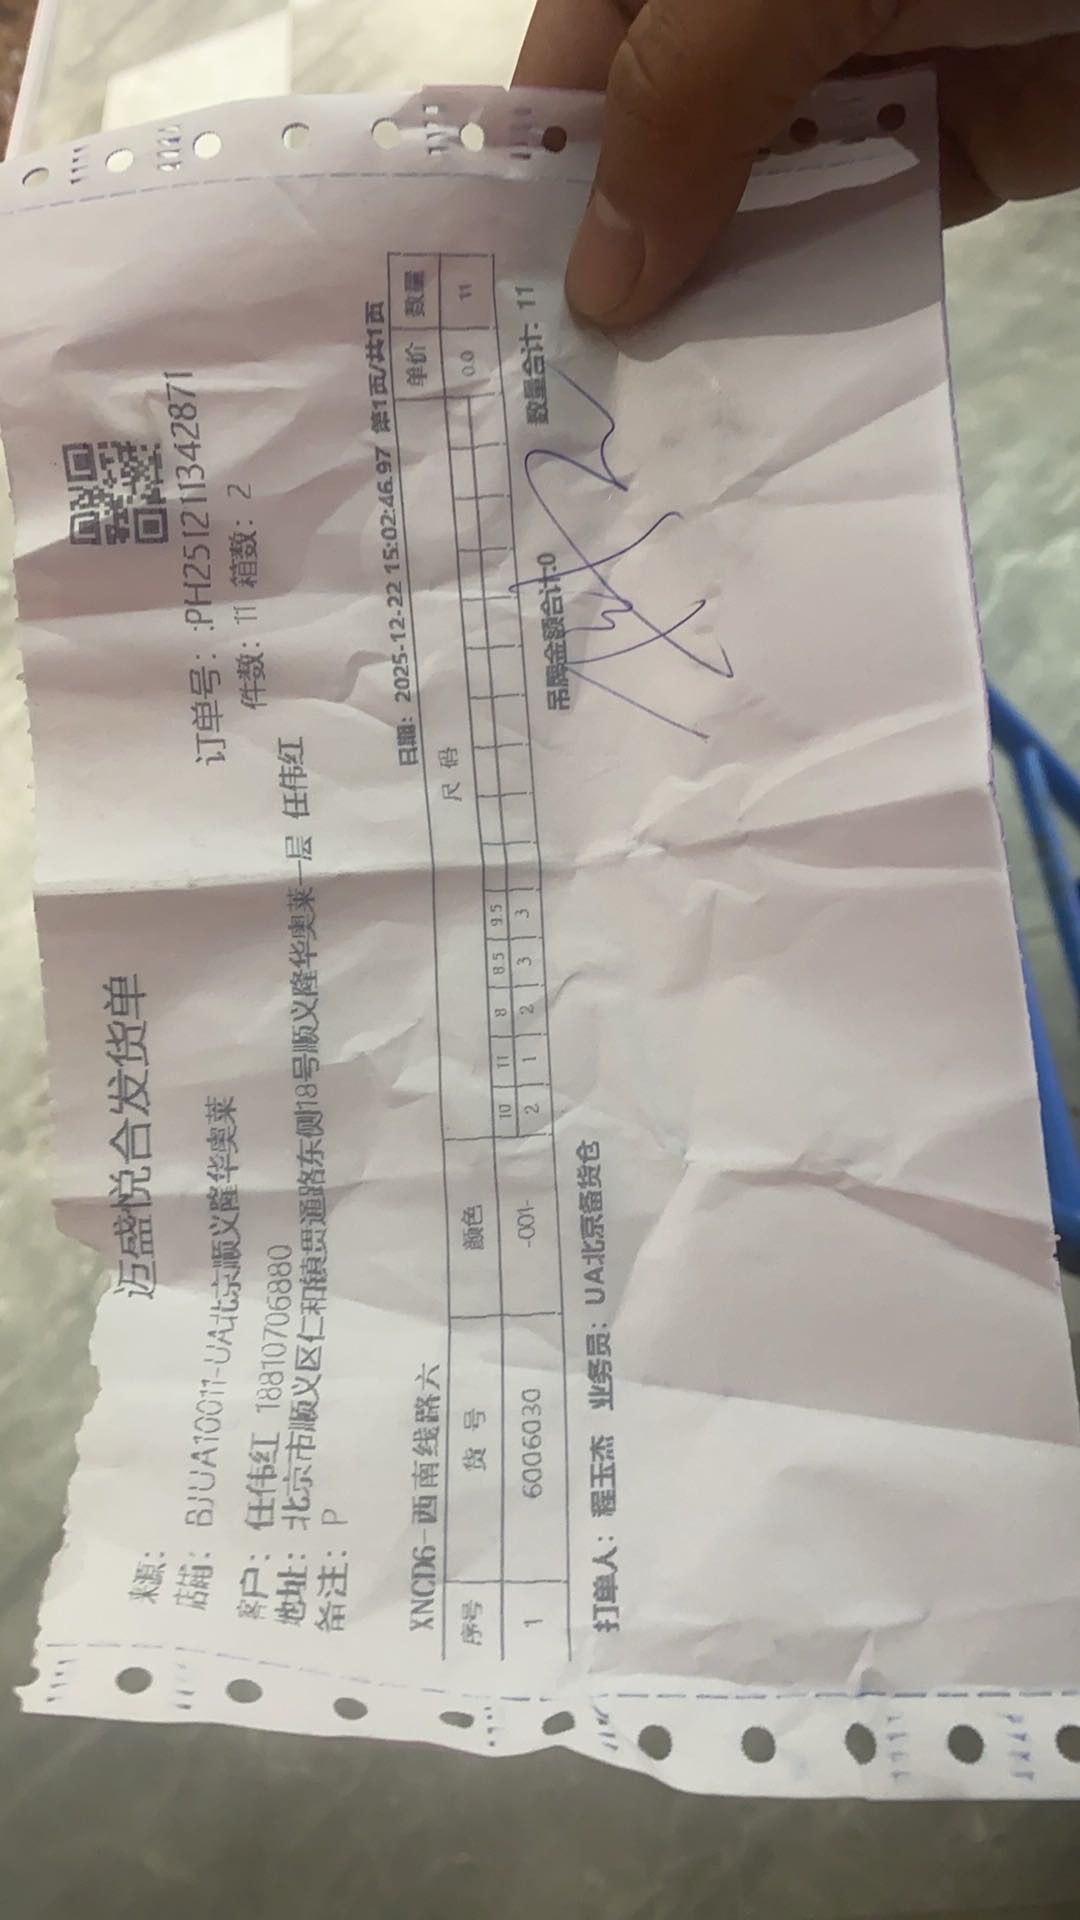 迈盛悦合发货单
来源:
店铺: BJUA10011-UA北京顺义隆华奥莱
订单号: :PH251211342871
客户: 任伟红 18810706880
件数: 11 箱数: 2
地址: 北京市顺义区仁和镇贯通路东侧18号顺义隆华奥莱一层 任伟红
备注: P
XNCD6-西南线路六
日期: 2025-12-22 15:02:46.97 第1页/共1页
序号 货 号 颜色 尺 码 单价 数量
10 11 8 8.5 9.5
1 6006030 -001- 2 1 2 3 3 0.0 11
吊牌金额合计:0 数量合计: 11
打单人: 程玉杰 业务员: UA北京备货仓